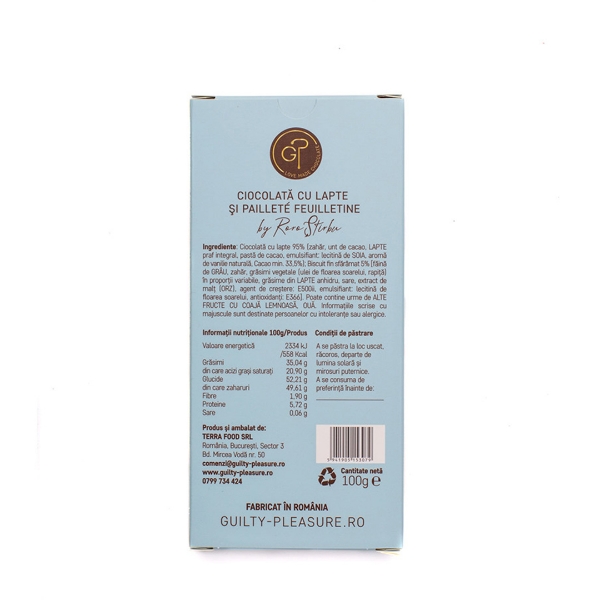 GP
LOVE MADE CHOCOLATE
CIOCOLATĂ CU LAPTE
ŞI PAILLETÉ FEUILLETINE
by Roro Știrbu
Ingrediente: Ciocolată cu lapte 95% (zahăr, unt de cacao, LAPTE
praf integral, pastă de cacao, emulsifiant: lecitină de SOIA, aromă
de vanilie naturală, Cacao min. 33,5%); Biscuit fin sfărâmat 5% (făină
de GRÂU, zahăr, grăsimi vegetale (ulei de floarea soarelui, rapiță)
în proporții variabile, grăsime din LAPTE anhidru, sare, extract de
malț (ORZ), agent de creștere: E500ii, emulsifiant: lecitină de
floarea soarelui, antioxidanți: E366). Poate contine urme de ALTE
FRUCTE CU COAJĂ LEMNOASĂ, OUĂ. Informațiile scrise cu
majuscule sunt destinate persoanelor cu intoleranțe sau alergice.
Informații nutriționale 100g/Produs
Valoare energetică 2334 kJ
/558 Kcal
Grăsimi 35,04 g
din care acizi grași saturați 20,90 g
Glucide 52,21 g
din care zaharuri 49,61 g
Fibre 1,90 g
Proteine 5,72 g
Sare 0,06 g
Condiții de păstrare
A se păstra la loc uscat,
răcoros, departe de
lumina solară și
mirosuri puternice.
A se consuma de
preferință înainte de:
Produs și ambalat de:
TERRA FOOD SRL
România, București, Sector 3
Bd. Mircea Vodă nr. 50
comenzi@guilty-pleasure.ro
www.guilty-pleasure.ro
0799 734 424
Cantitate netă
100g e
FABRICAT ÎN ROMÂNIA
GUILTY-PLEASURE.RO